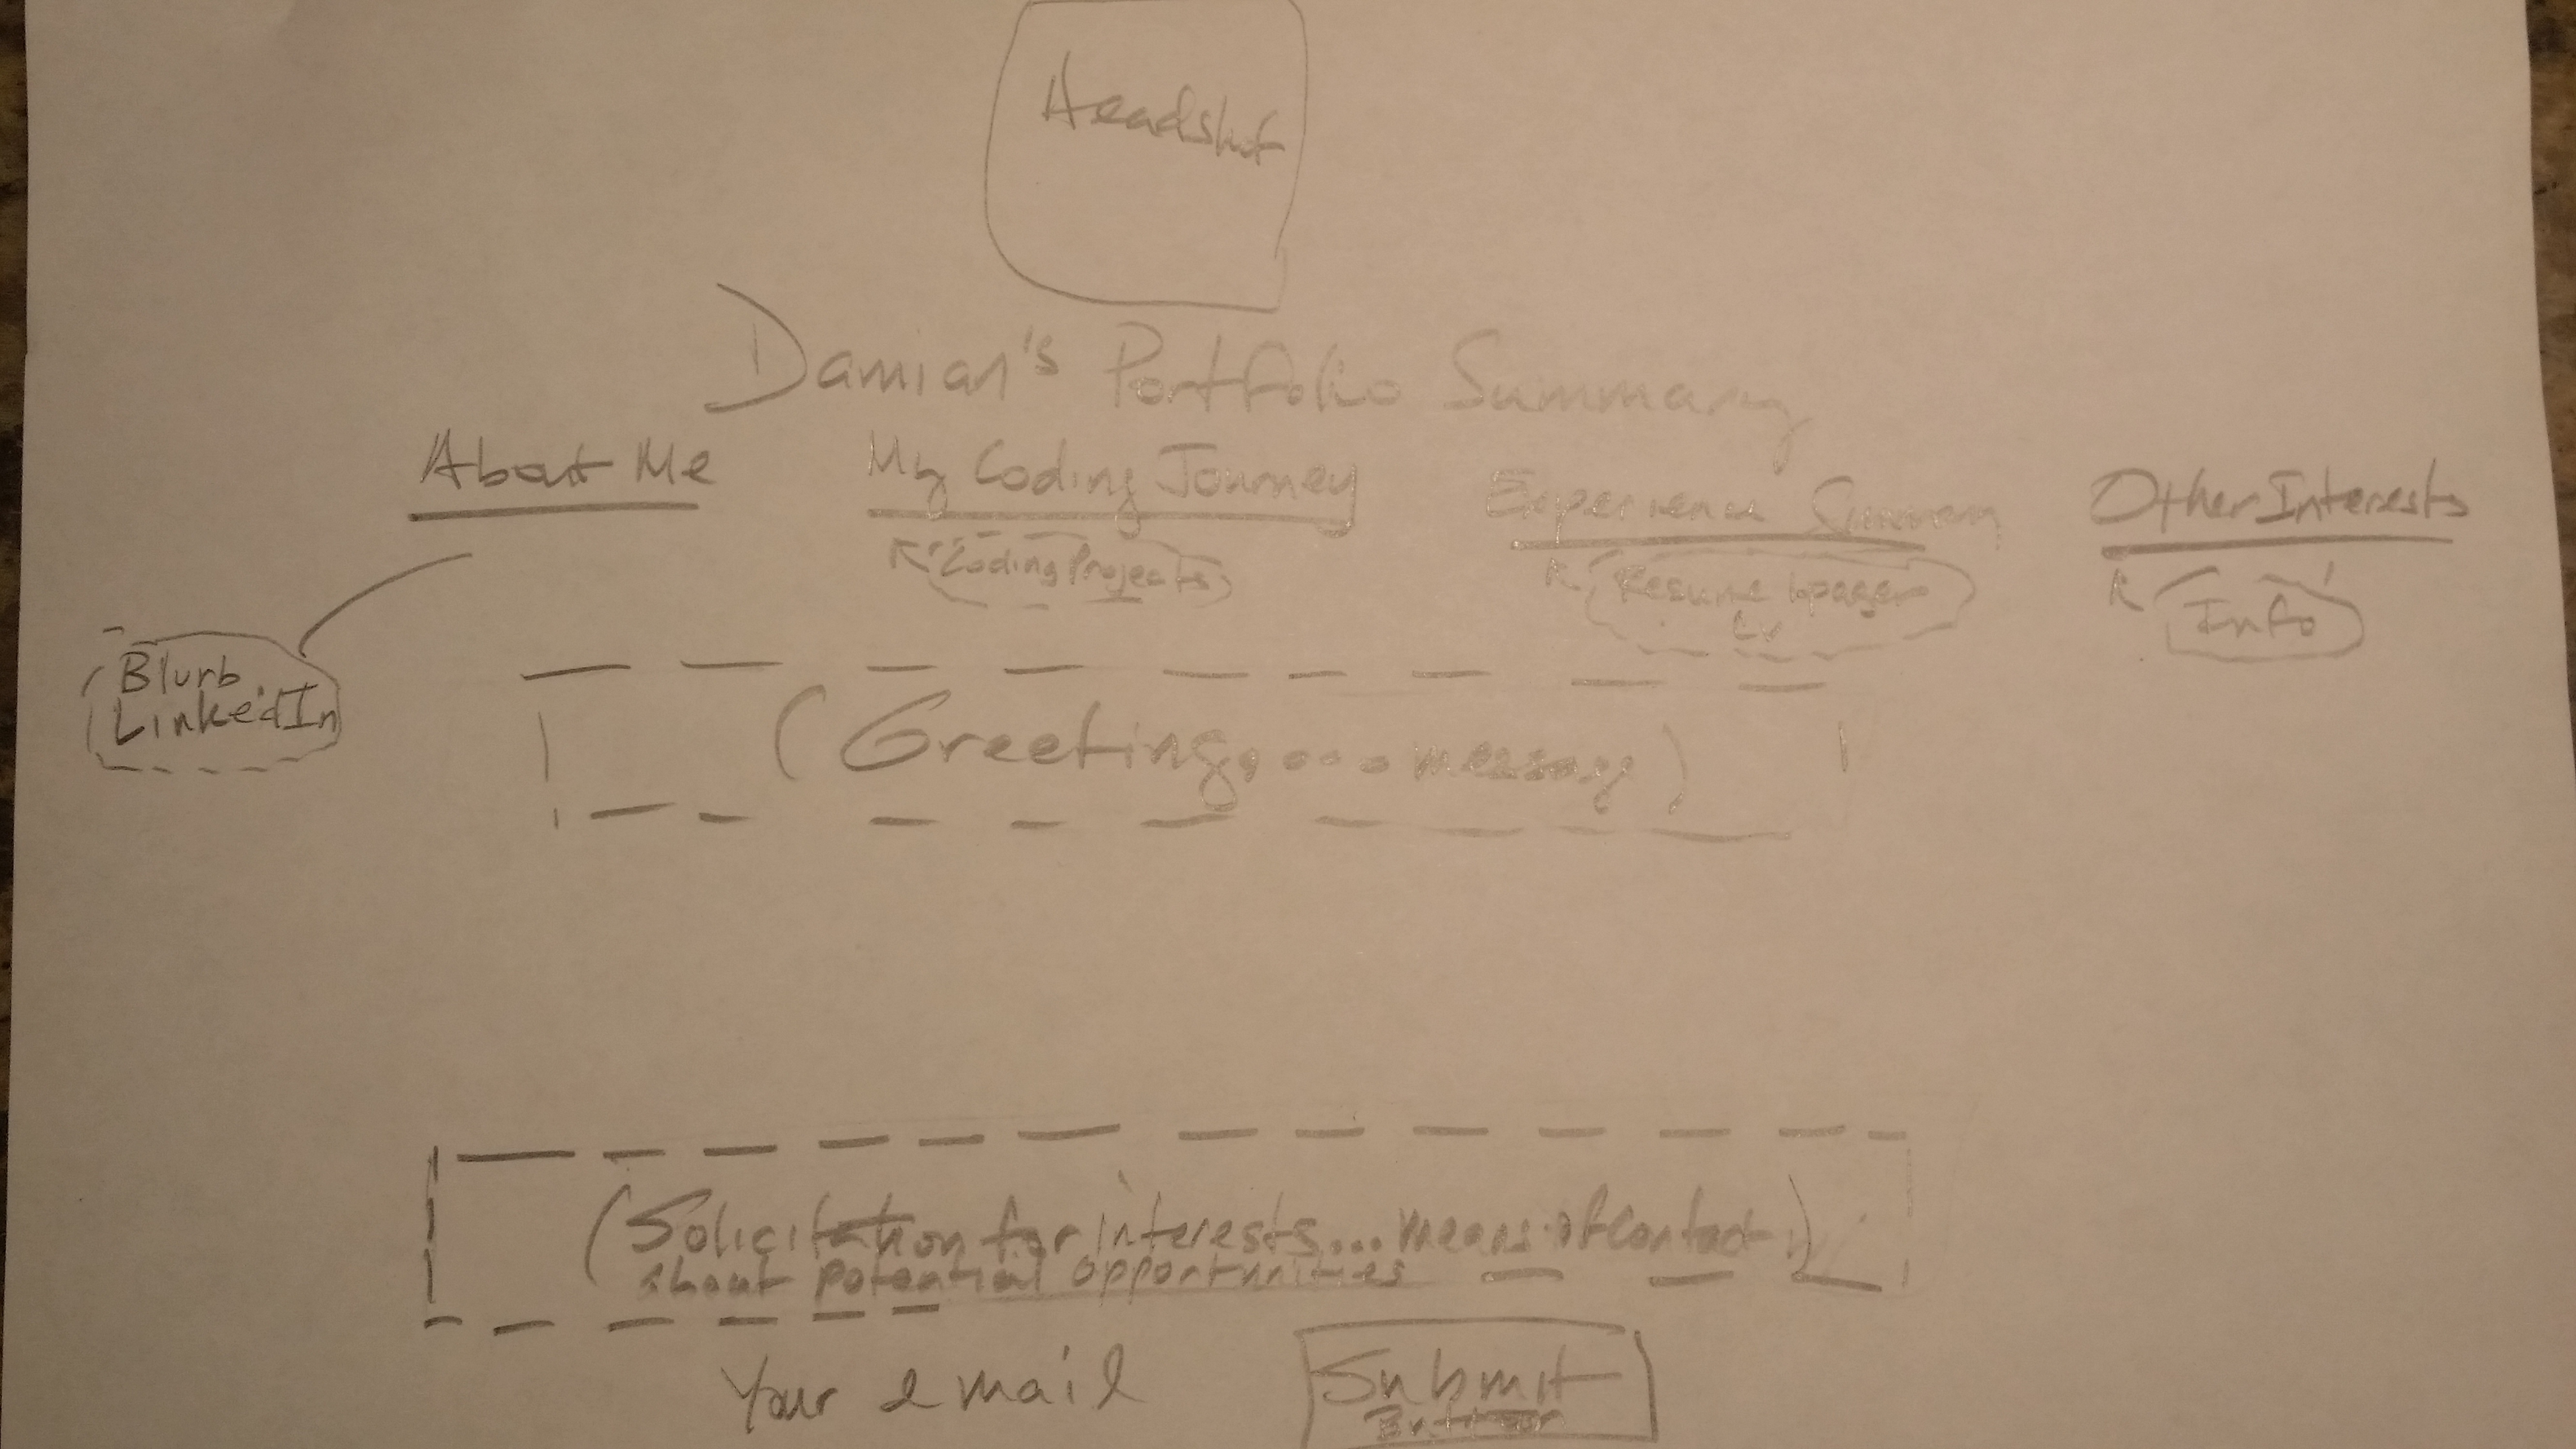 Headshot
Damian's Portfolio Summary
About Me
My Coding Journey
Experience Summary
Other Interests
Coding Projects
Resume 1pager
CV
Info
Blurb
LinkedIn
(Greeting.... message)
(Solicitation for interests... means of contact)
about potential opportunities
Your email
Submit
Button